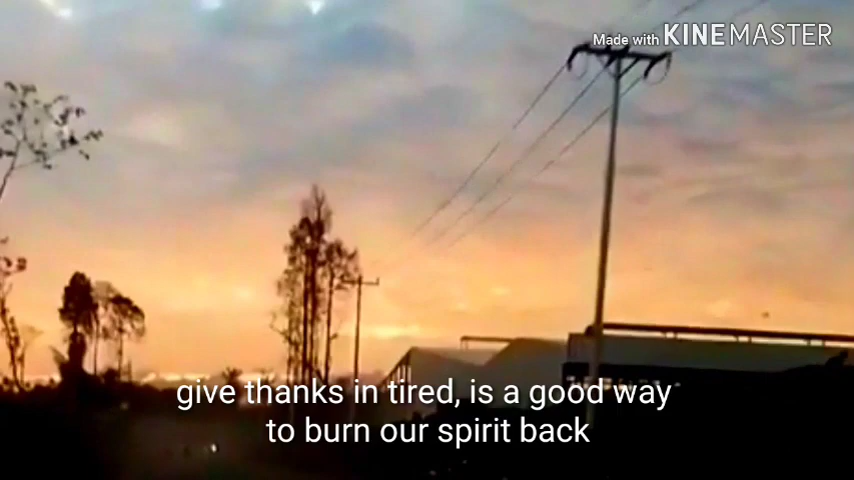 Made with KINEMASTER
give thanks in tired, is a good way
to burn our spirit back